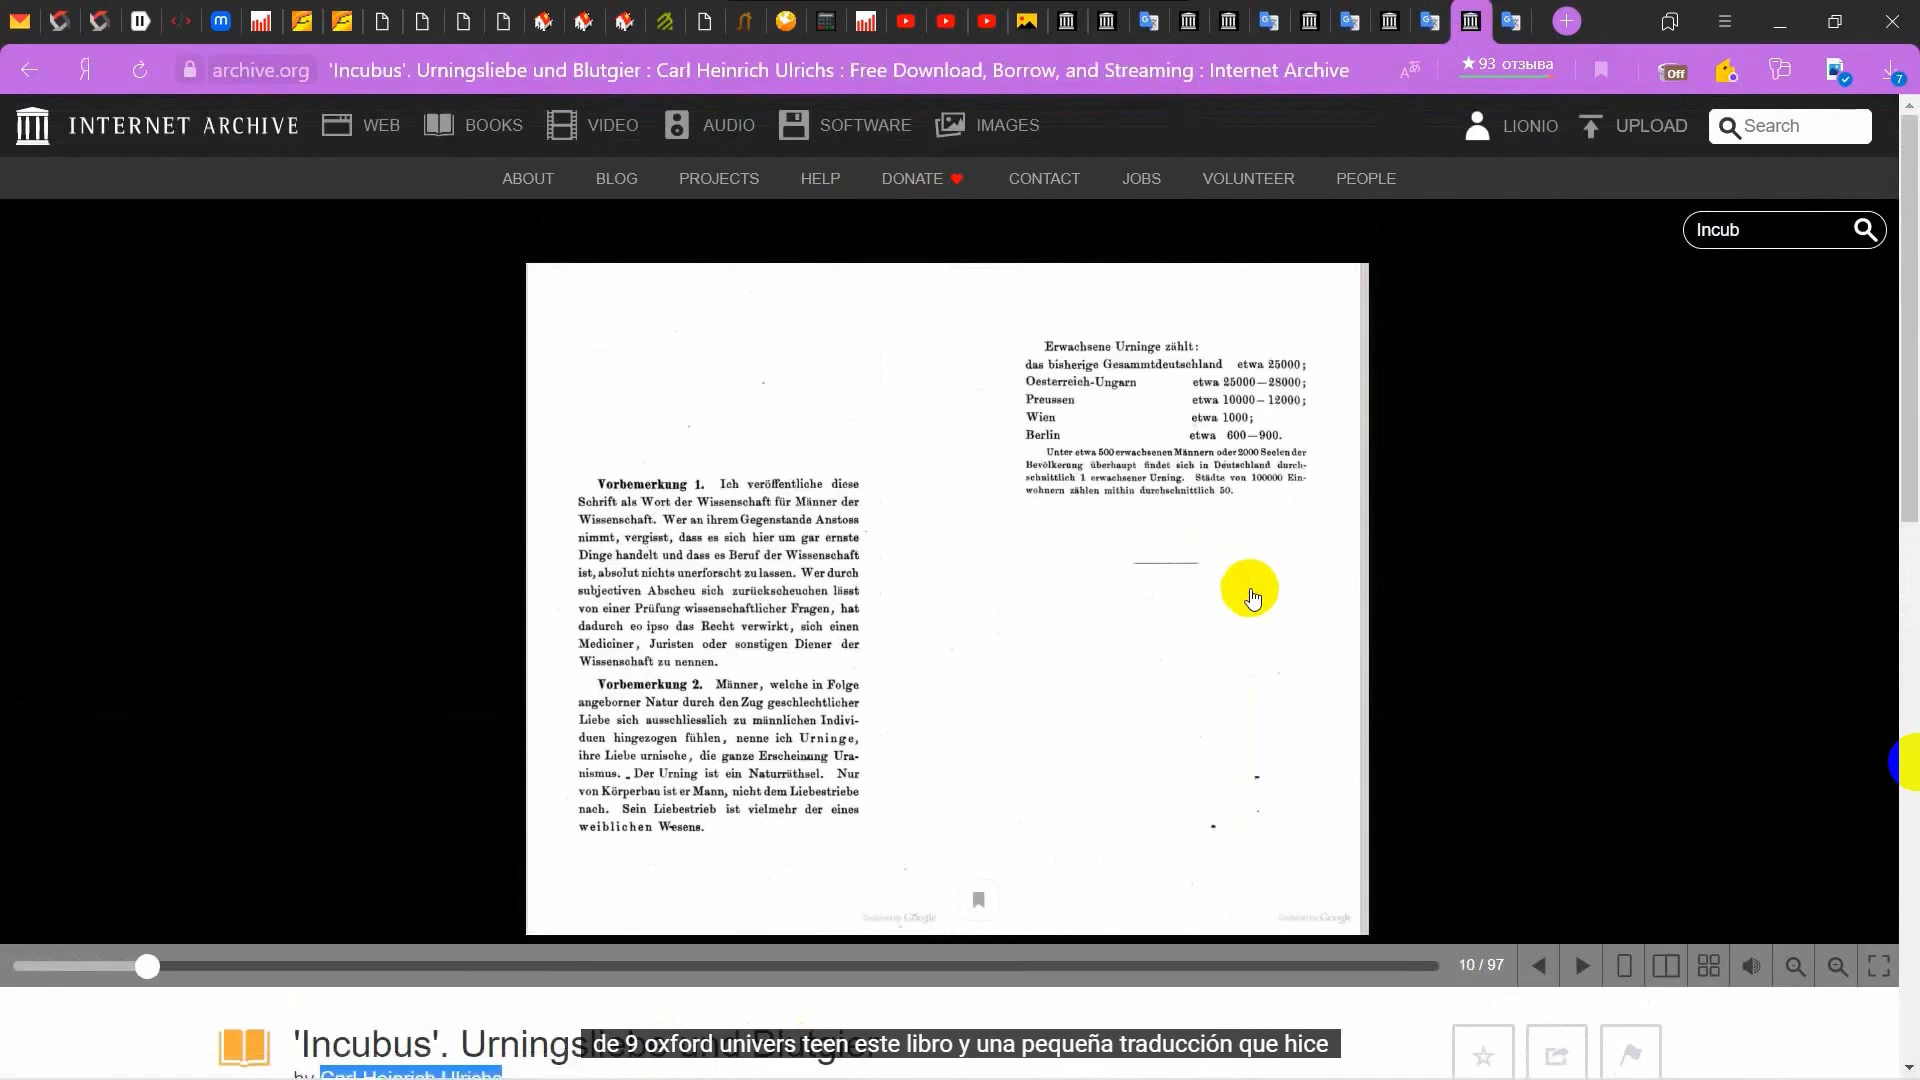 archive.org
'Incubus'. Urningsliebe und Blutgier : Carl Heinrich Ulrichs : Free Download, Borrow, and Streaming : Internet Archive
★93 отзыва
Off
7
INTERNET ARCHIVE
WEB
BOOKS
VIDEO
AUDIO
SOFTWARE
IMAGES
LIONIO
UPLOAD
Search
ABOUT
BLOG
PROJECTS
HELP
DONATE
CONTACT
JOBS
VOLUNTEER
PEOPLE
Incub
Vorbemerkung 1. Ich veröffentliche diese
Schrift als Wort der Wissenschaft für Männer der
Wissenschaft. Wer an ihrem Gegenstande Anstoss
nimmt, vergisst, dass es sich hier um gar ernste
Dinge handelt und dass es Beruf der Wissenschaft
ist, absolut nichts unerforscht zu lassen. Wer durch
subjectiven Abscheu sich zurückscheuchen lässt
von einer Prüfung wissenschaftlicher Fragen, hat
dadurch eo ipso das Recht verwirkt, sich einen
Mediciner, Juristen oder sonstigen Diener der
Wissenschaft zu nennen.
Vorbemerkung 2. Männer, welche in Folge
angeborner Natur durch den Zug geschlechtlicher
Liebe sich ausschliesslich zu männlichen Indivi-
duen hingezogen fühlen, nenne ich Urninge,
ihre Liebe urnische, die ganze Erscheinung Ura-
nismus. Der Urning ist ein Naturräthsel. Nur
von Körperbau ist er Mann, nicht dem Liebestriebe
nach. Sein Liebestrieb ist vielmehr der eines
weiblichen Wesens.
Erwachsene Urninge zählt:
das bisherige Gesammtdeutschland etwa 25000;
Oesterreich-Ungarn etwa 25000—28000;
Preussen etwa 10000—12000;
Wien etwa 1000;
Berlin etwa 600—900.
Unter etwa 500 erwachsenen Männern oder 2000 Seelen der
Bevölkerung überhaupt findet sich in Deutschland durch-
schnittlich 1 erwachsener Urning. Städte von 100000 Ein-
wohnern zählen mithin durchschnittlich 50.
Google
Google
10 / 97
'Incubus'. Urningsliebe und Blutgier
de 9 oxford univers teen este libro y una pequeña traducción que hice
by Carl Heinrich Ulrichs